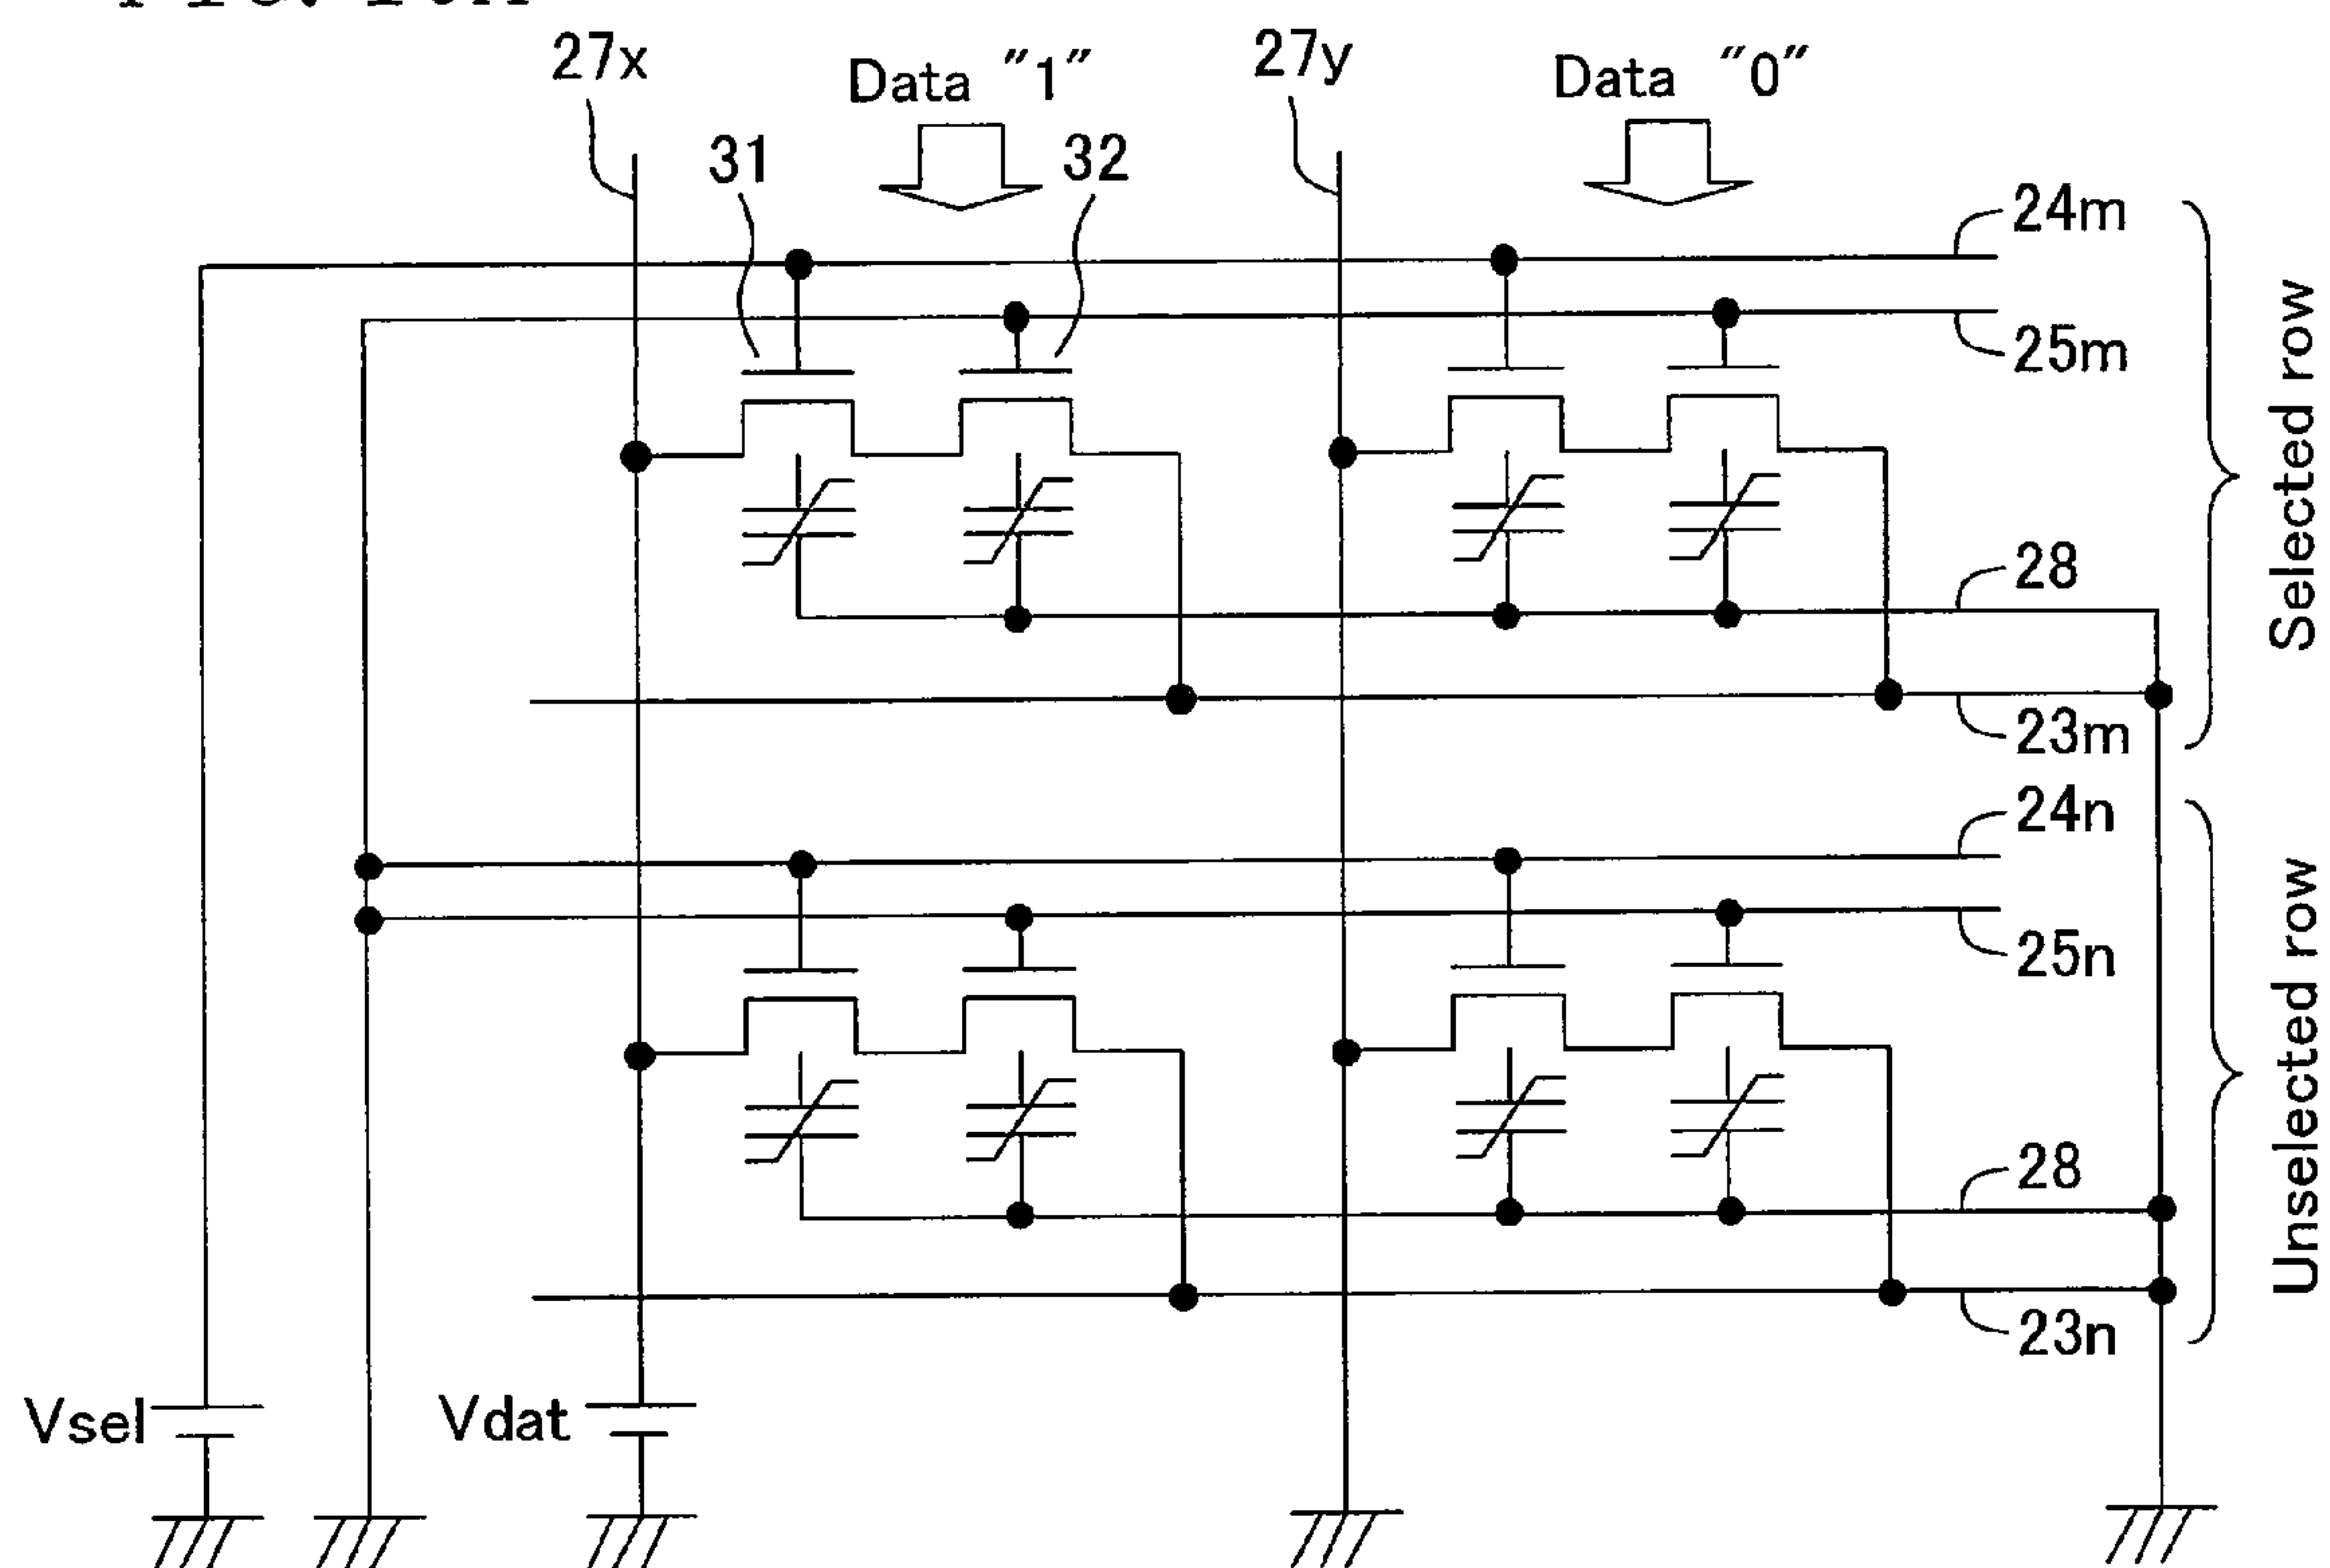 27x
Data "1"
27y
Data "0"
31
32
24m
25m
28
23m
Selected row
24n
25n
28
23n
Unselected row
Vsel
Vdat